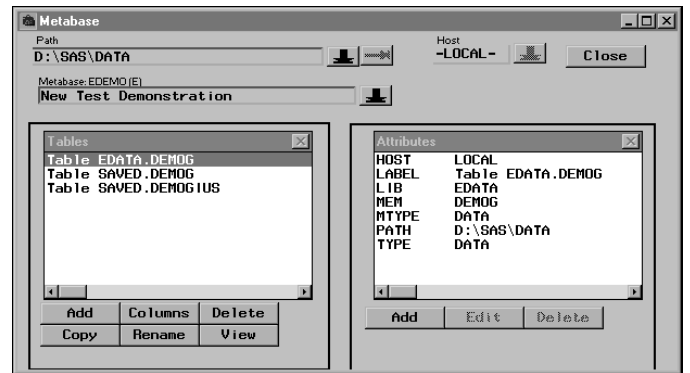 Metabase
Path
Host
D:\SAS\DATA
-LOCAL-
Close
Metabase: EDEMO (E)
New Test Demonstration
Tables
Table EDATA.DEMOG
Table SAVED.DEMOG
Table SAVED.DEMOGIUS
Add Columns Delete
Copy Rename View
Attributes
HOST LOCAL
LABEL Table EDATA.DEMOG
LIB EDATA
MEM DEMOG
MTYPE DATA
PATH D:\SAS\DATA
TYPE DATA
Add Edit Delete